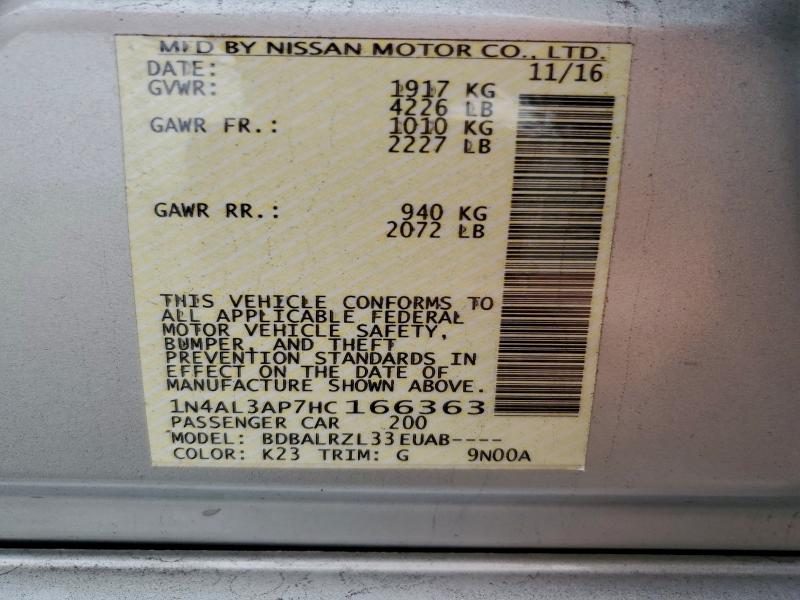 MFD BY NISSAN MOTOR CO., LTD.
DATE: 11/16
GVWR: 1917 KG
4226 LB
GAWR FR.: 1010 KG
2227 LB
GAWR RR.: 940 KG
2072 LB
THIS VEHICLE CONFORMS TO
ALL APPLICABLE FEDERAL
MOTOR VEHICLE SAFETY,
BUMPER, AND THEFT
PREVENTION STANDARDS IN
EFFECT ON THE DATE OF
MANUFACTURE SHOWN ABOVE.
1N4AL3AP7HC166363
PASSENGER CAR 200
MODEL: BDBALRZL33EUAB----
COLOR: K23 TRIM: G 9N00A